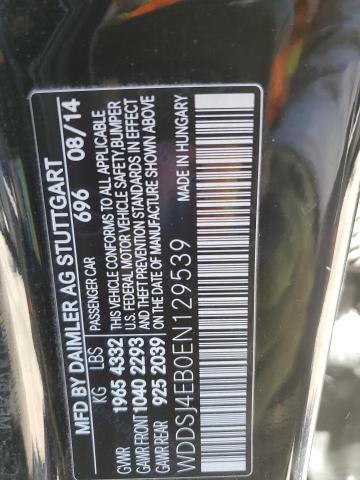 MFD BY DAIMLER AG STUTTGART
696 08/14
PASSENGER CAR
KG LBS
THIS VEHICLE CONFORMS TO ALL APPLICABLE
U.S. FEDERAL MOTOR VEHICLE SAFETY, BUMPER
AND THEFT PREVENTION STANDARDS IN EFFECT
ON THE DATE OF MANUFACTURE SHOWN ABOVE
GVWR 1965 4332
GAWR FRONT 1040 2293
GAWR REAR 925 2039
MADE IN HUNGARY
WDDSJ4EB0EN129539